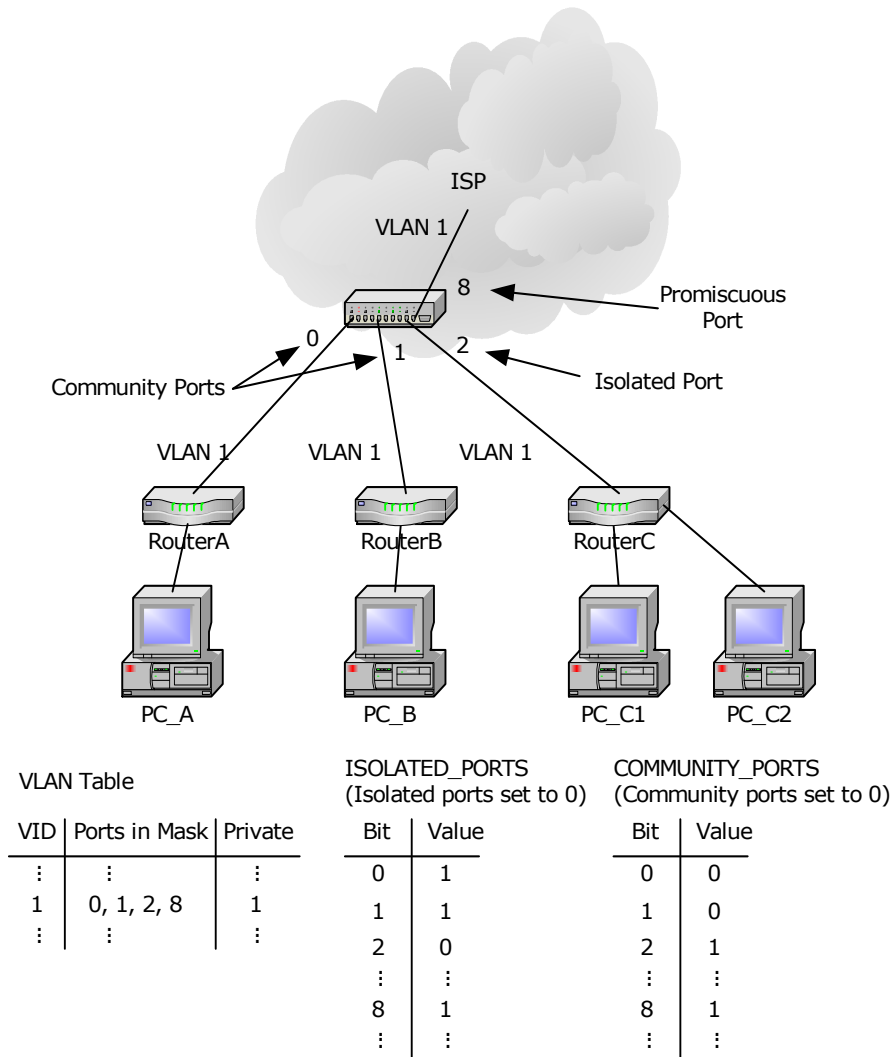 ISP
VLAN 1
8
Promiscuous
Port
0
1
2
Community Ports
Isolated Port
VLAN 1
VLAN 1
VLAN 1
RouterA
RouterB
RouterC
PC_A
PC_B
PC_C1
PC_C2
VLAN Table
VID Ports in Mask Private
⋮ ⋮ ⋮
1 0, 1, 2, 8 1
⋮ ⋮ ⋮
ISOLATED_PORTS
(Isolated ports set to 0)
Bit Value
0 1
1 1
2 0
⋮ ⋮
8 1
⋮ ⋮
COMMUNITY_PORTS
(Community ports set to 0)
Bit Value
0 0
1 0
2 1
⋮ ⋮
8 1
⋮ ⋮